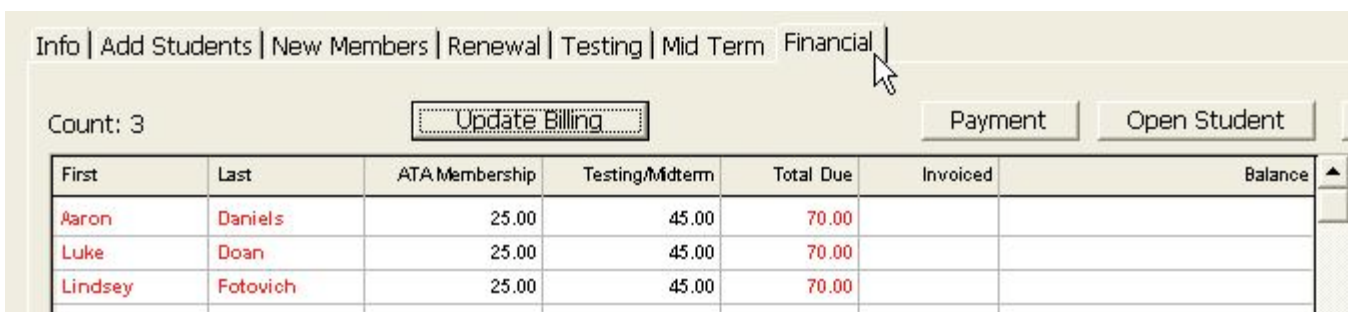 Info | Add Students | New Members | Renewal | Testing | Mid Term Financial
Count: 3 Update Billing Payment Open Student
First Last ATA Membership Testing/Midterm Total Due Invoiced Balance
Aaron Daniels 25.00 45.00 70.00
Luke Doan 25.00 45.00 70.00
Lindsey Fotovich 25.00 45.00 70.00